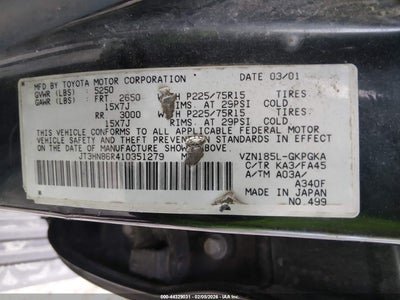 MFD. BY TOYOTA MOTOR CORPORATION DATE 03/01
GVWR (LBS) : 5250
GAWR (LBS) : FRT 2650 WITH P225/75R15 TIRES
15X7J RIMS. AT 29PSI COLD.
RR 3000 WITH P225/75R15 TIRES
15X7J RIMS. AT 29PSI COLD
THIS VEHICLE CONFORMS TO ALL APPLICABLE FEDERAL MOTOR
VEHICLE SAFETY AND THEFT PREVENTION STANDARDS IN
EFFECT ON THE DATE OF MANUFACTURE SHOWN ABOVE.
JT3HN86R410351279 VZN185L-GKPGKA
C/TR KA3/FA45
A/TM A03A/
A340F
MADE IN JAPAN
NO.499
000-44329031 - 02/09/2026 - IAA Inc.